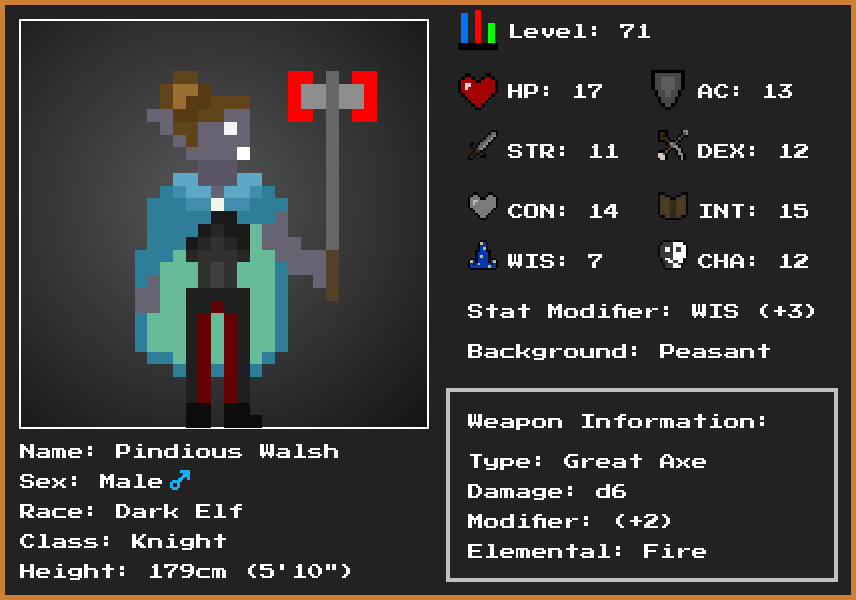 Level: 71
HP: 17
AC: 13
STR: 11
DEX: 12
CON: 14
INT: 15
WIS: 7
CHA: 12
Stat Modifier: WIS (+3)
Background: Peasant
Weapon Information:
Type: Great Axe
Damage: d6
Modifier: (+2)
Elemental: Fire
Name: Pindious Walsh
Sex: Male ♂
Race: Dark Elf
Class: Knight
Height: 179cm (5'10")